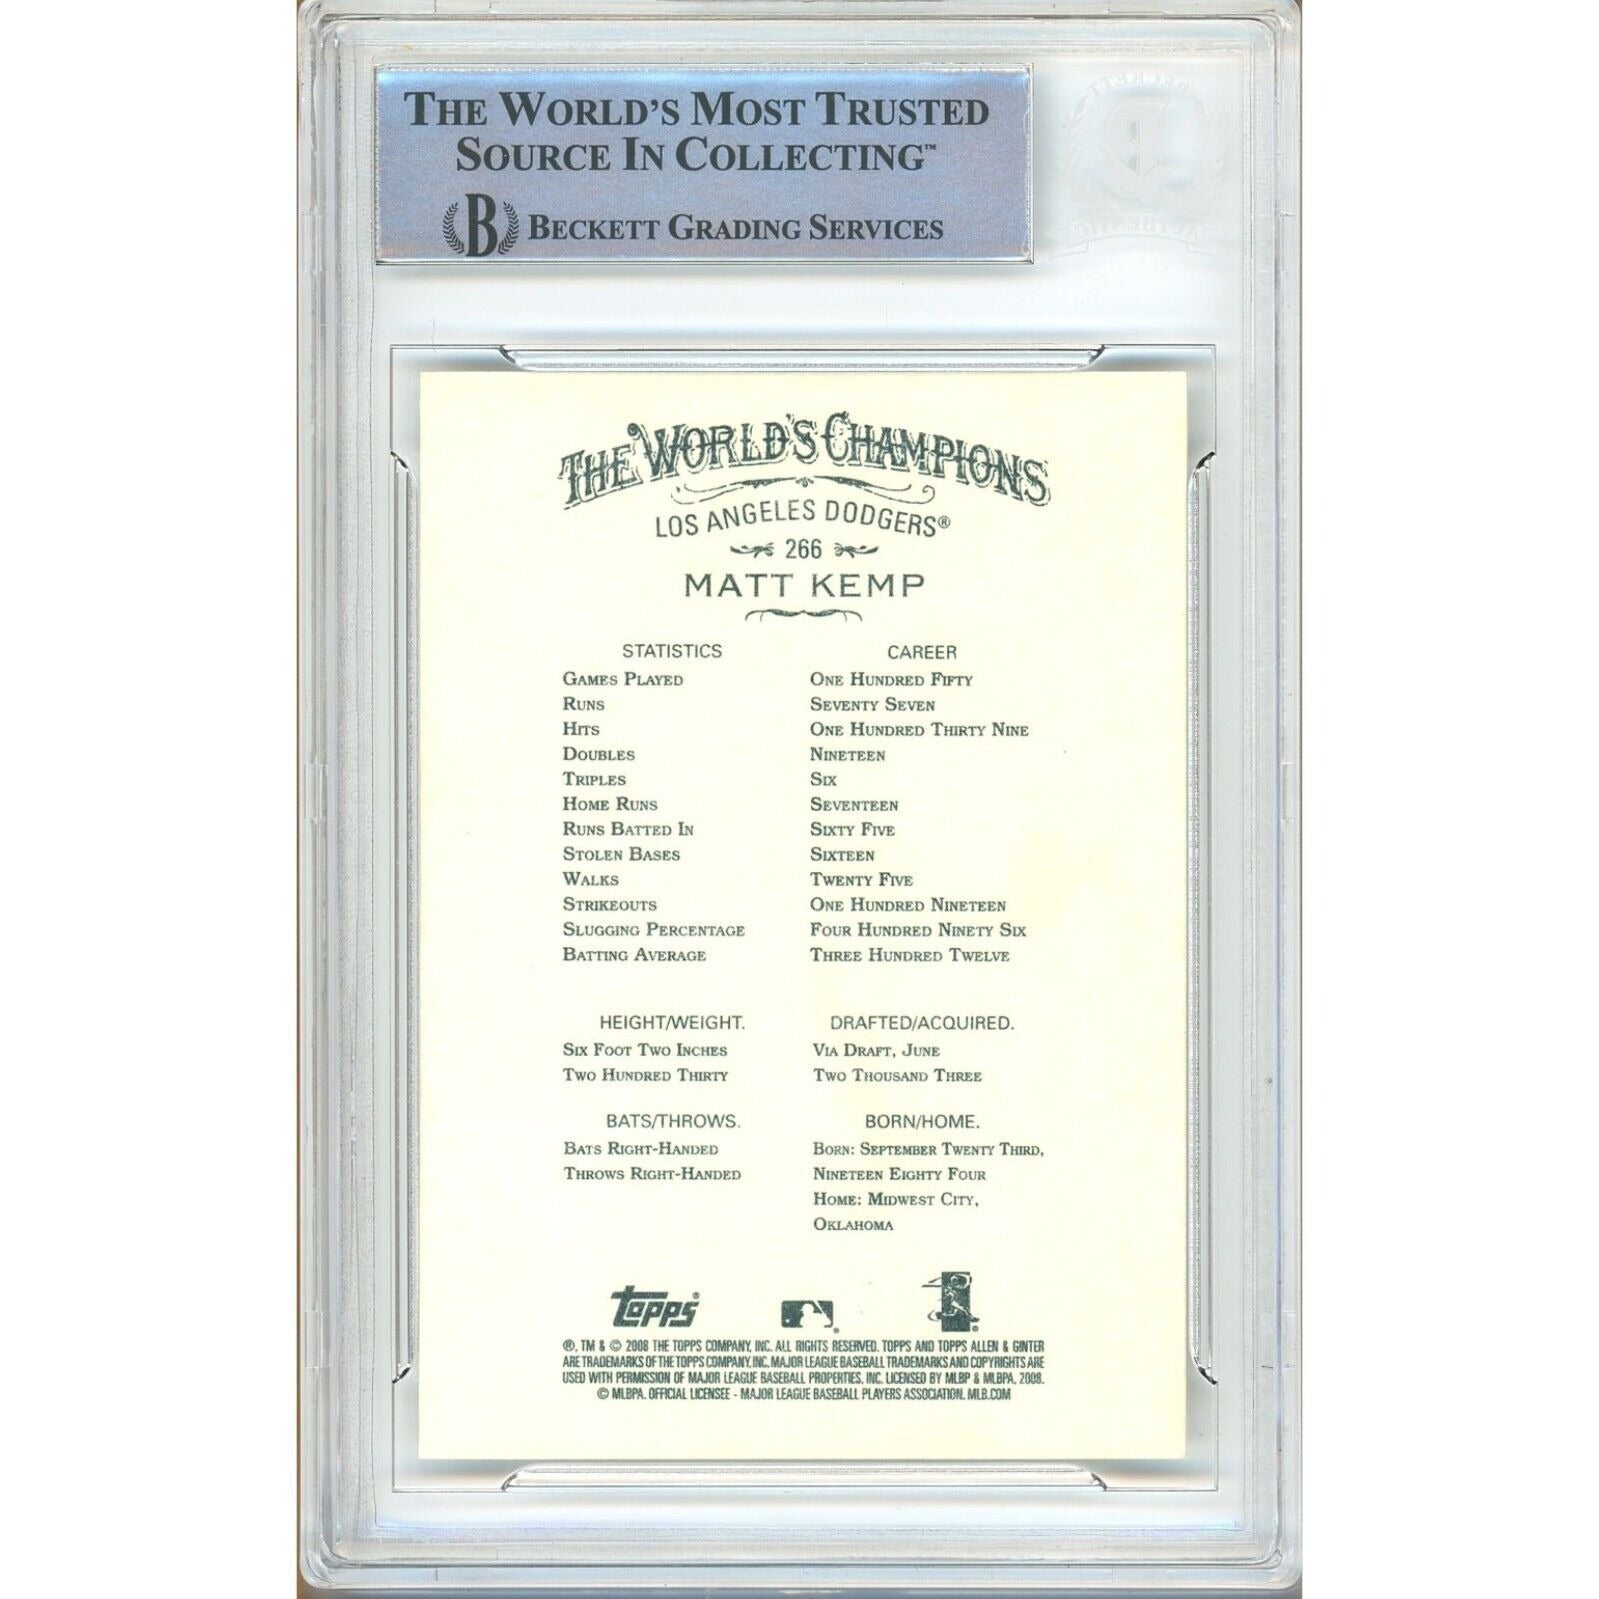 THE WORLD'S MOST TRUSTED
SOURCE IN COLLECTING™
B BECKETT GRADING SERVICES
BECKETT
AUTHENTIC
THE WORLD'S CHAMPIONS
LOS ANGELES DODGERS®
266
MATT KEMP
STATISTICS CAREER
GAMES PLAYED ONE HUNDRED FIFTY
RUNS SEVENTY SEVEN
HITS ONE HUNDRED THIRTY NINE
DOUBLES NINETEEN
TRIPLES SIX
HOME RUNS SEVENTEEN
RUNS BATTED IN SIXTY FIVE
STOLEN BASES SIXTEEN
WALKS TWENTY FIVE
STRIKEOUTS ONE HUNDRED NINETEEN
SLUGGING PERCENTAGE FOUR HUNDRED NINETY SIX
BATTING AVERAGE THREE HUNDRED TWELVE
HEIGHT/WEIGHT.
SIX FOOT TWO INCHES
TWO HUNDRED THIRTY
DRAFTED/ACQUIRED.
VIA DRAFT, JUNE
TWO THOUSAND THREE
BATS/THROWS.
BATS RIGHT-HANDED
THROWS RIGHT-HANDED
BORN/HOME.
BORN: SEPTEMBER TWENTY THIRD,
NINETEEN EIGHTY FOUR
HOME: MIDWEST CITY,
OKLAHOMA
Topps®
®, TM & © 2008 THE TOPPS COMPANY, INC. ALL RIGHTS RESERVED. TOPPS AND TOPPS ALLEN & GINTER
ARE TRADEMARKS OF THE TOPPS COMPANY, INC. MAJOR LEAGUE BASEBALL TRADEMARKS AND COPYRIGHTS ARE
USED WITH PERMISSION OF MAJOR LEAGUE BASEBALL PROPERTIES, INC. LICENSED BY MLBP & MLBPA, 2008.
© MLBPA. OFFICIAL LICENSEE - MAJOR LEAGUE BASEBALL PLAYERS ASSOCIATION. MLB.COM